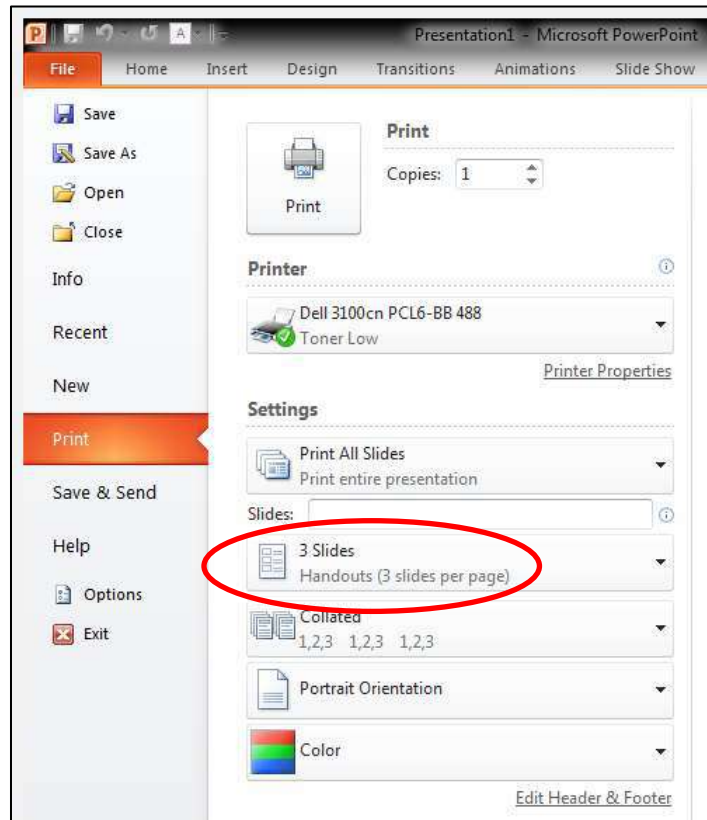 Presentation1 - Microsoft PowerPoint
File Home Insert Design Transitions Animations Slide Show
Save
Save As
Open
Close
Info
Recent
New
Print
Save & Send
Help
Options
Exit
Print
Print
Copies: 1
Printer
Dell 3100cn PCL6-BB 488
Toner Low
Printer Properties
Settings
Print All Slides
Print entire presentation
Slides:
3 Slides
Handouts (3 slides per page)
Collated
1,2,3 1,2,3 1,2,3
Portrait Orientation
Color
Edit Header & Footer